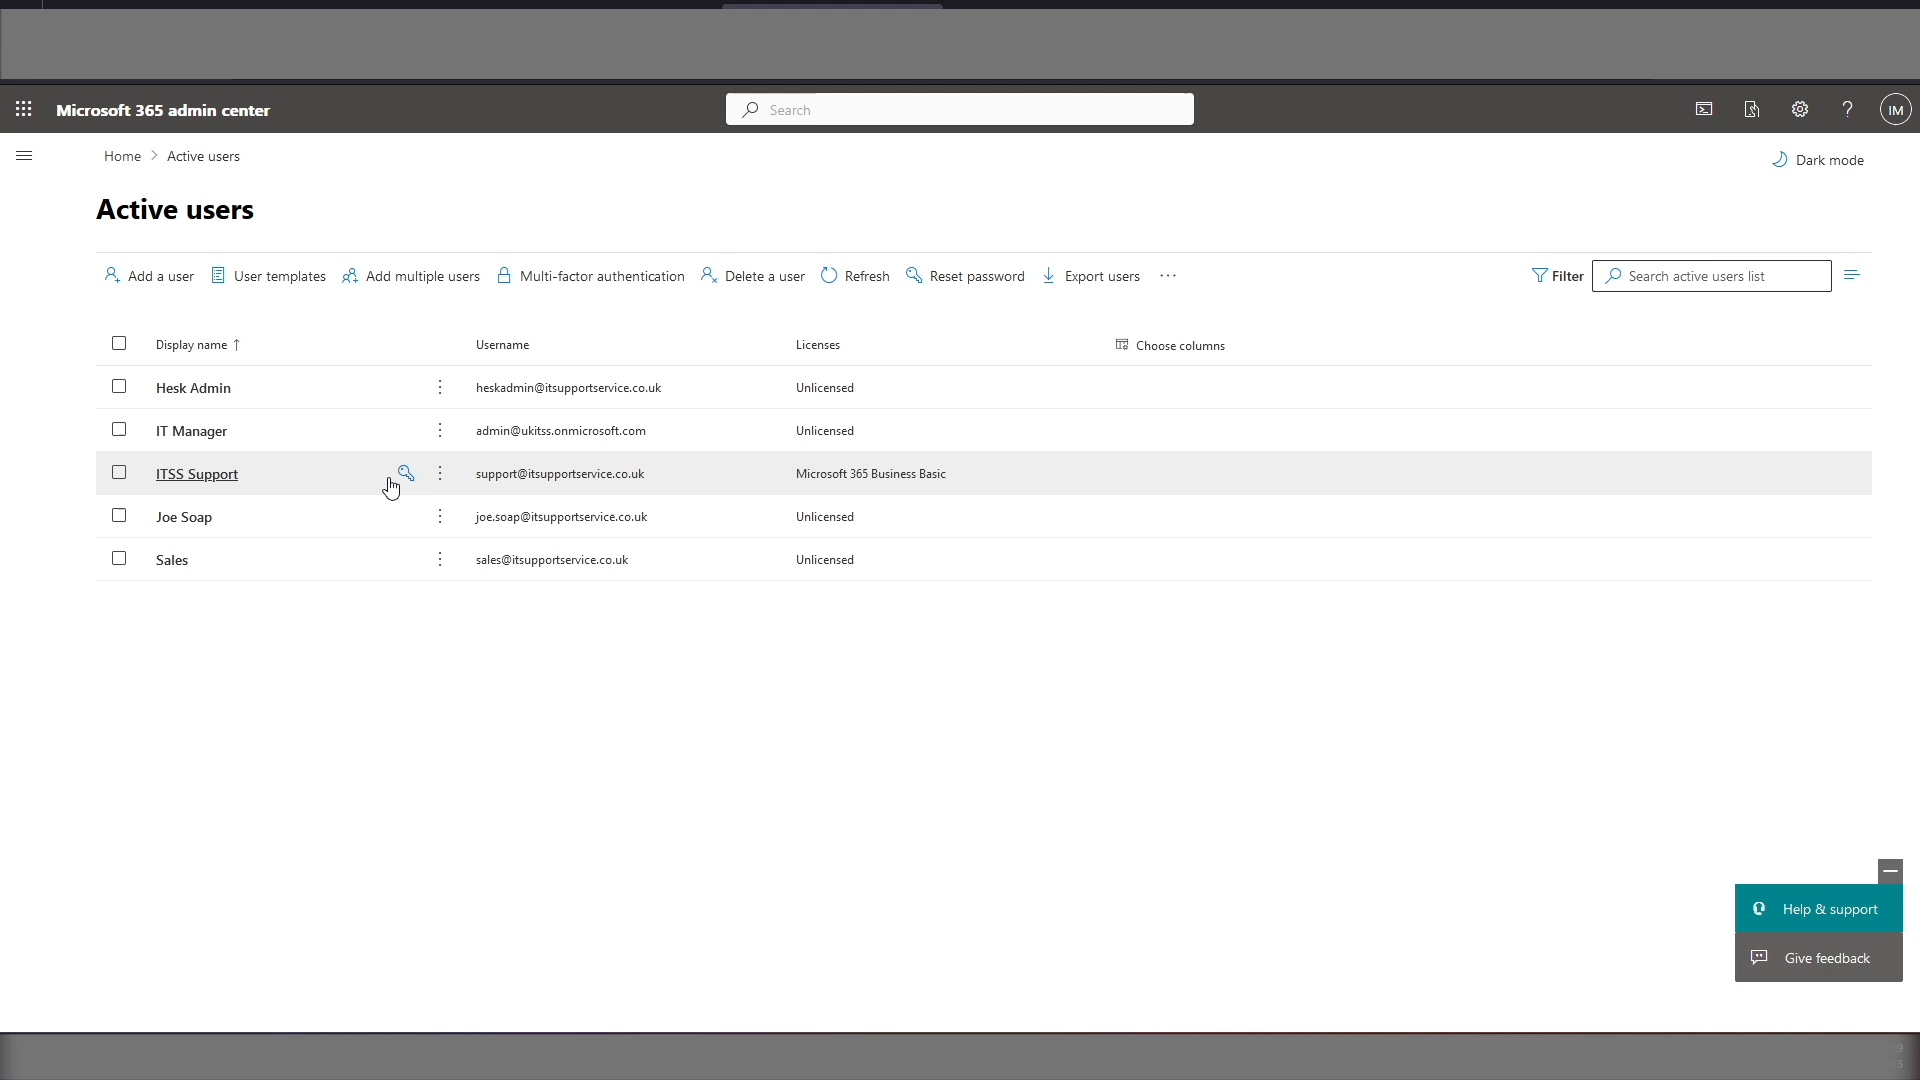 Microsoft 365 admin center
Search
IM
Home > Active users
Dark mode
Active users
Add a user User templates Add multiple users Multi-factor authentication Delete a user Refresh Reset password Export users ... Filter Search active users list
Display name ↑ Username Licenses Choose columns
Hesk Admin heskadmin@itsupportservice.co.uk Unlicensed
IT Manager admin@ukitss.onmicrosoft.com Unlicensed
ITSS Support support@itsupportservice.co.uk Microsoft 365 Business Basic
Joe Soap joe.soap@itsupportservice.co.uk Unlicensed
Sales sales@itsupportservice.co.uk Unlicensed
Help & support
Give feedback